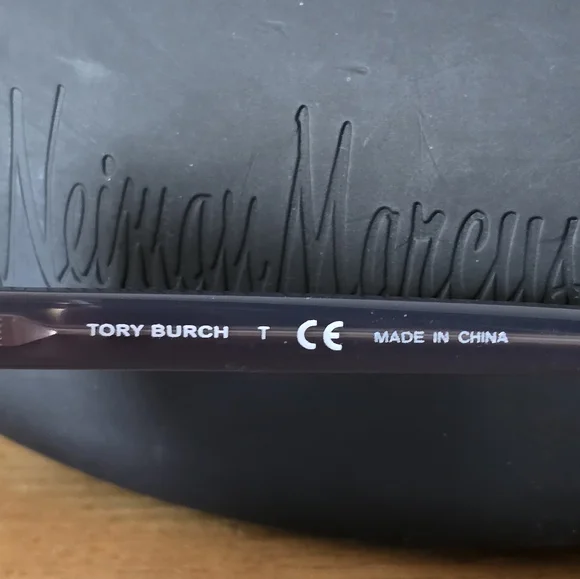 Neiman Marcus
TORY BURCH T CE MADE IN CHINA